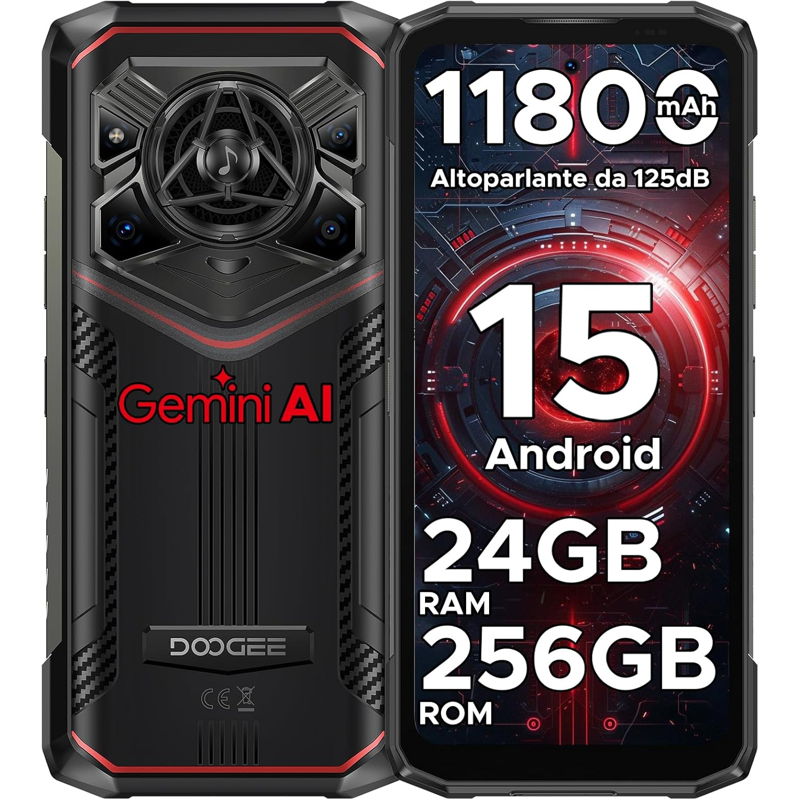 Gemini AI
DOOGEE
CE
11800 mAh
Altoparlante da 125dB
15
Android
24GB
RAM
256GB
ROM